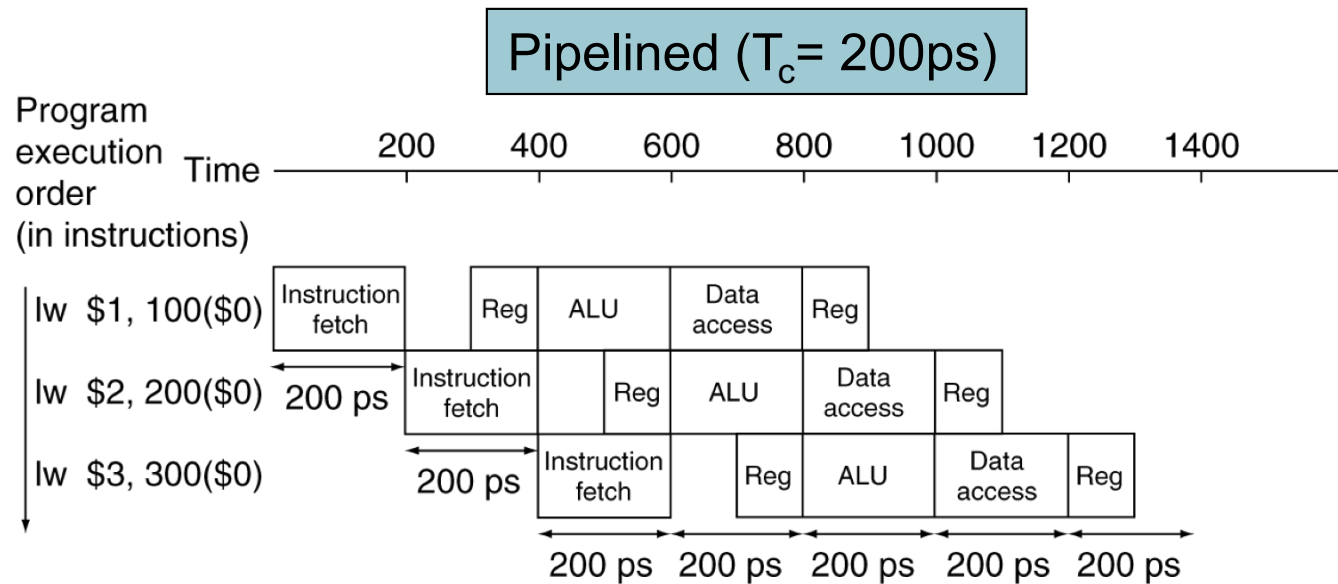 Pipelined (Tc= 200ps)
Program
execution
order
(in instructions)
Time
200 400 600 800 1000 1200 1400
lw $1, 100($0)
Instruction
fetch
Reg
ALU
Data
access
Reg
200 ps
lw $2, 200($0)
Instruction
fetch
Reg
ALU
Data
access
Reg
200 ps
lw $3, 300($0)
Instruction
fetch
Reg
ALU
Data
access
Reg
200 ps 200 ps 200 ps 200 ps 200 ps